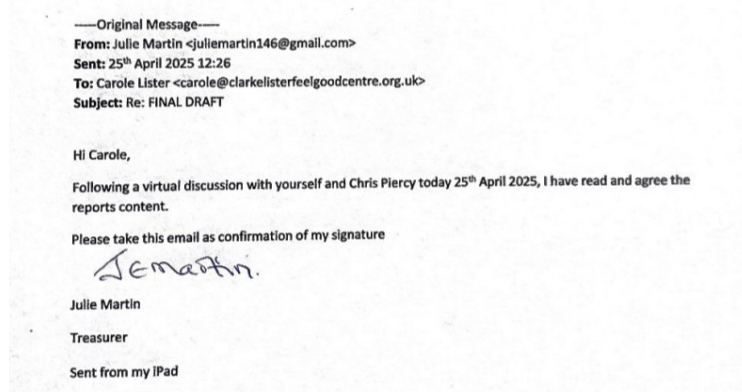 -----Original Message-----
From: Julie Martin <juliemartin146@gmail.com>
Sent: 25th April 2025 12:26
To: Carole Lister <carole@clarkelisterfeelgoodcentre.org.uk>
Subject: Re: FINAL DRAFT
Hi Carole,
Following a virtual discussion with yourself and Chris Piercy today 25th April 2025, I have read and agree the
reports content.
Please take this email as confirmation of my signature
JEMartin.
Julie Martin
Treasurer
Sent from my iPad